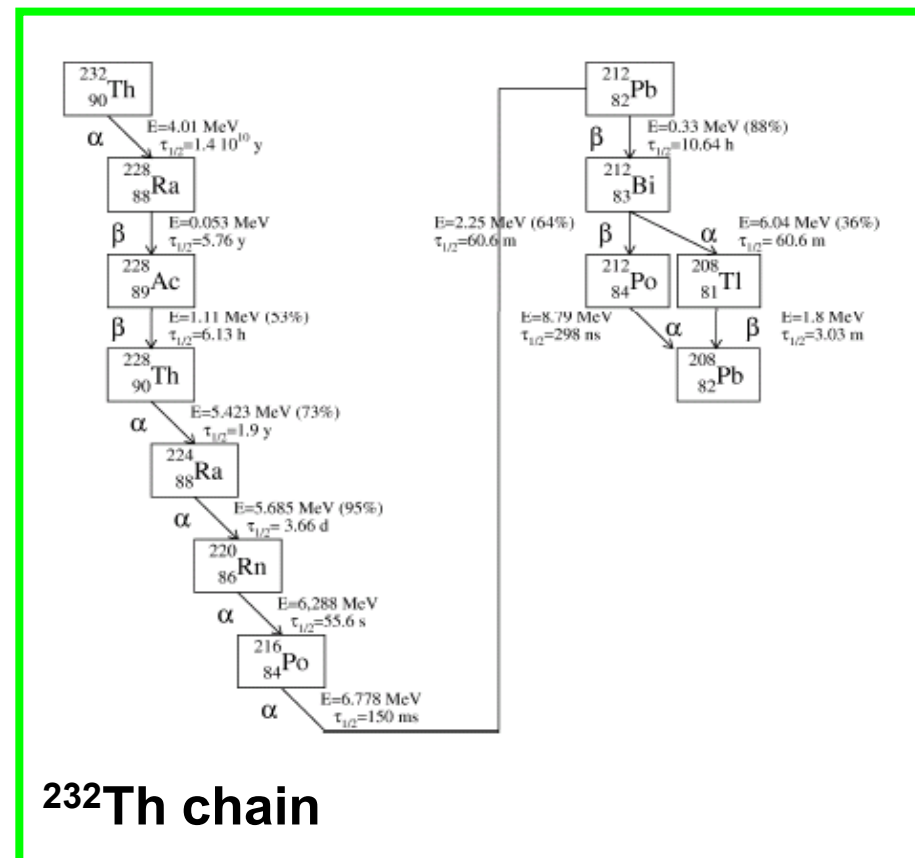 232
90Th
α
E=4.01 MeV
τ1/2=1.4 10^10 y
228
88Ra
β
E=0.053 MeV
τ1/2=5.76 y
228
89Ac
β
E=1.11 MeV (53%)
τ1/2=6.13 h
228
90Th
α
E=5.423 MeV (73%)
τ1/2=1.9 y
224
88Ra
α
E=5.685 MeV (95%)
τ1/2= 3.66 d
220
86Rn
α
E=6,288 MeV
τ1/2=55.6 s
216
84Po
α
E=6.778 MeV
τ1/2=150 ms
212
82Pb
β
E=0.33 MeV (88%)
τ1/2=10.64 h
212
83Bi
E=2.25 MeV (64%)
τ1/2=60.6 m
β
α
E=6.04 MeV (36%)
τ1/2= 60.6 m
212
84Po
208
81Tl
E=8.79 MeV
τ1/2=298 ns
α
β
E=1.8 MeV
τ1/2=3.03 m
208
82Pb
232Th chain